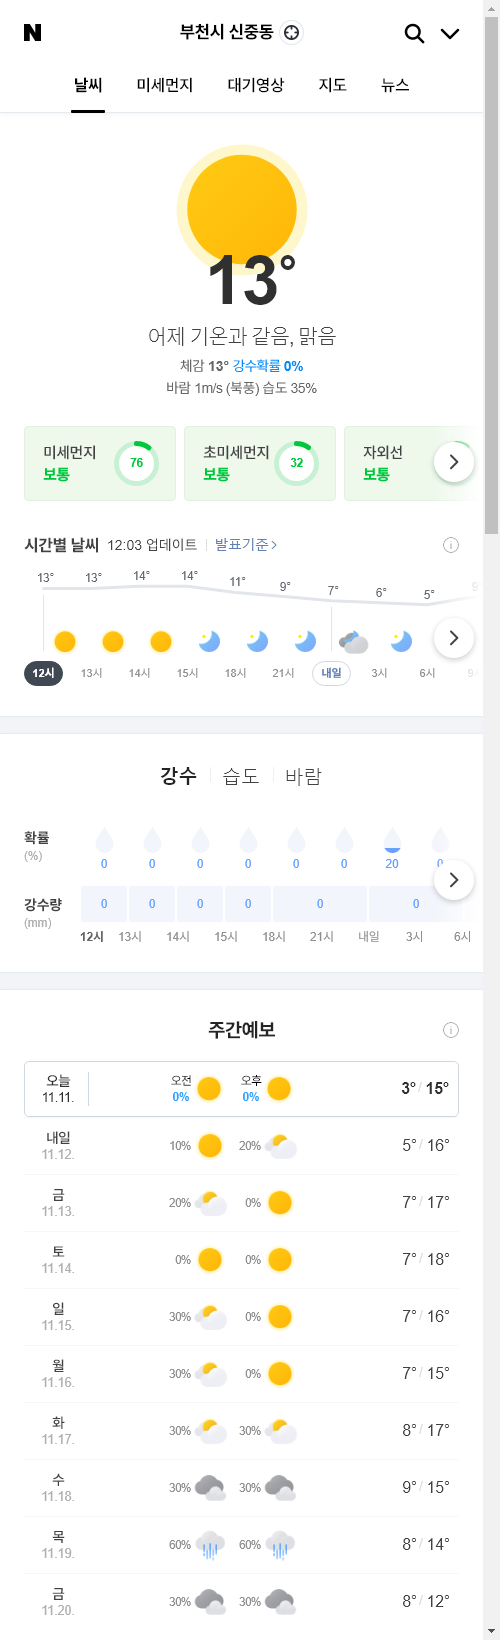 N
부천시 신중동
날씨 미세먼지 대기영상 지도 뉴스
13°
어제 기온과 같음, 맑음
체감 13° 강수확률 0%
바람 1m/s (북풍) 습도 35%
미세먼지 보통 76
초미세먼지 보통 32
자외선 보통
시간별 날씨 12:03 업데이트 발표기준
13° 13° 14° 14° 11° 9° 7° 6° 5° 9
12시 13시 14시 15시 18시 21시 내일 3시 6시
강수 습도 바람
확률 (%) 0 0 0 0 0 0 20 0
강수량 (mm) 0 0 0 0 0 0
12시 13시 14시 15시 18시 21시 내일 3시 6시
주간예보
오늘 11.11. 오전 0% 오후 0% 3° / 15°
내일 11.12. 10% 20% 5° / 16°
금 11.13. 20% 0% 7° / 17°
토 11.14. 0% 0% 7° / 18°
일 11.15. 30% 0% 7° / 16°
월 11.16. 30% 0% 7° / 15°
화 11.17. 30% 30% 8° / 17°
수 11.18. 30% 30% 9° / 15°
목 11.19. 60% 60% 8° / 14°
금 11.20. 30% 30% 8° / 12°